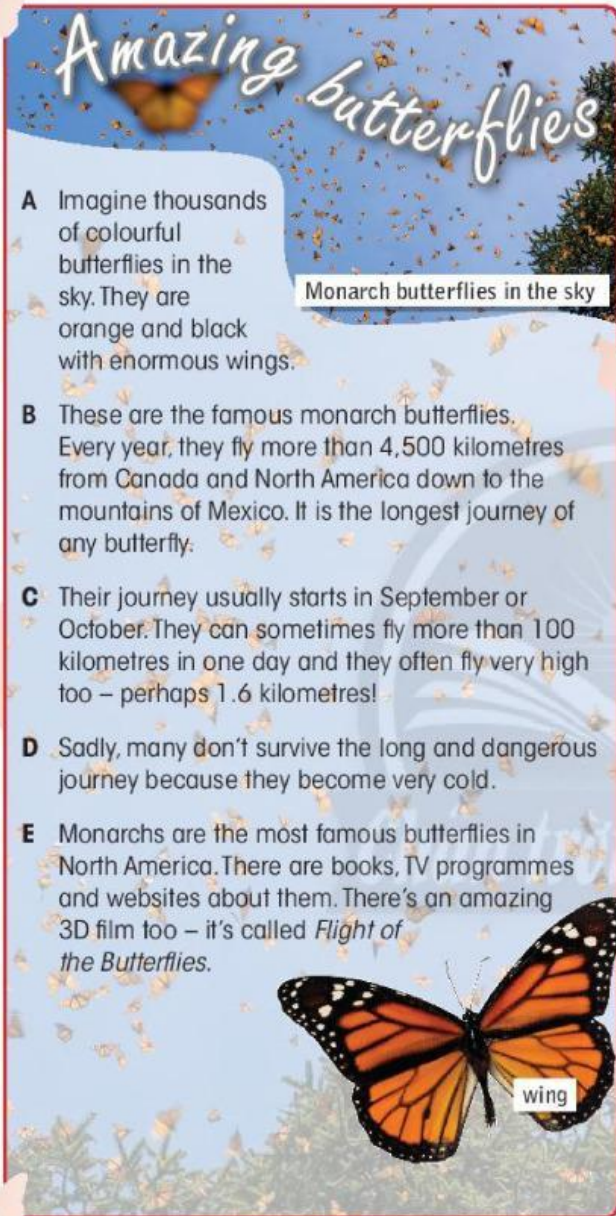 Amazing butterflies
Monarch butterflies in the sky
A Imagine thousands
of colourful
butterflies in the
sky. They are
orange and black
with enormous wings.
B These are the famous monarch butterflies.
Every year, they fly more than 4,500 kilometres
from Canada and North America down to the
mountains of Mexico. It is the longest journey of
any butterfly.
C Their journey usually starts in September or
October. They can sometimes fly more than 100
kilometres in one day and they often fly very high
too – perhaps 1.6 kilometres!
D Sadly, many don't survive the long and dangerous
journey because they become very cold.
E Monarchs are the most famous butterflies in
North America. There are books, TV programmes
and websites about them. There's an amazing
3D film too – it's called Flight of
the Butterflies.
wing